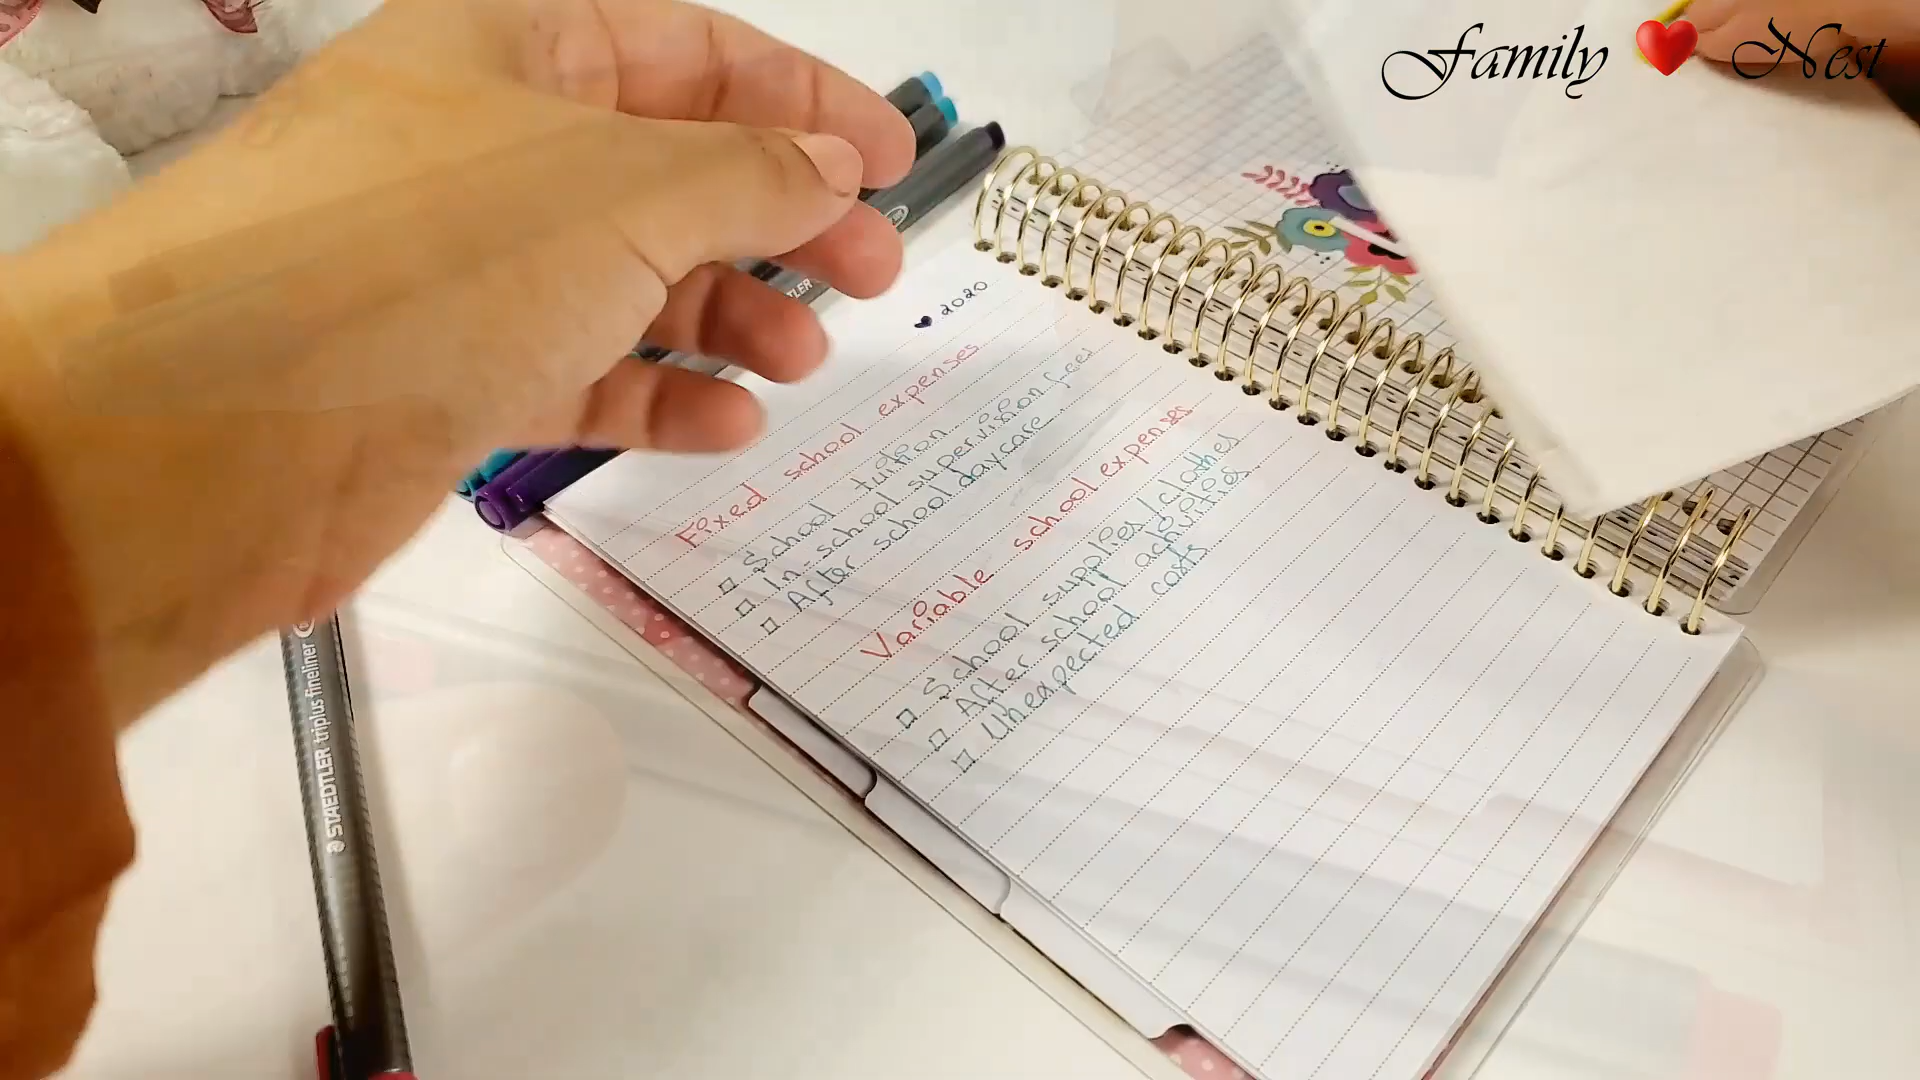 Family ❤ Nest
♥ 2020
Fixed school expenses
□ School tuition
□ In-school supervision fees
□ After school daycare
Variable school expenses
□ School supplies/clothes
□ After school activities
□ Unexpected costs
STAEDTLER triplus fineliner
TLER